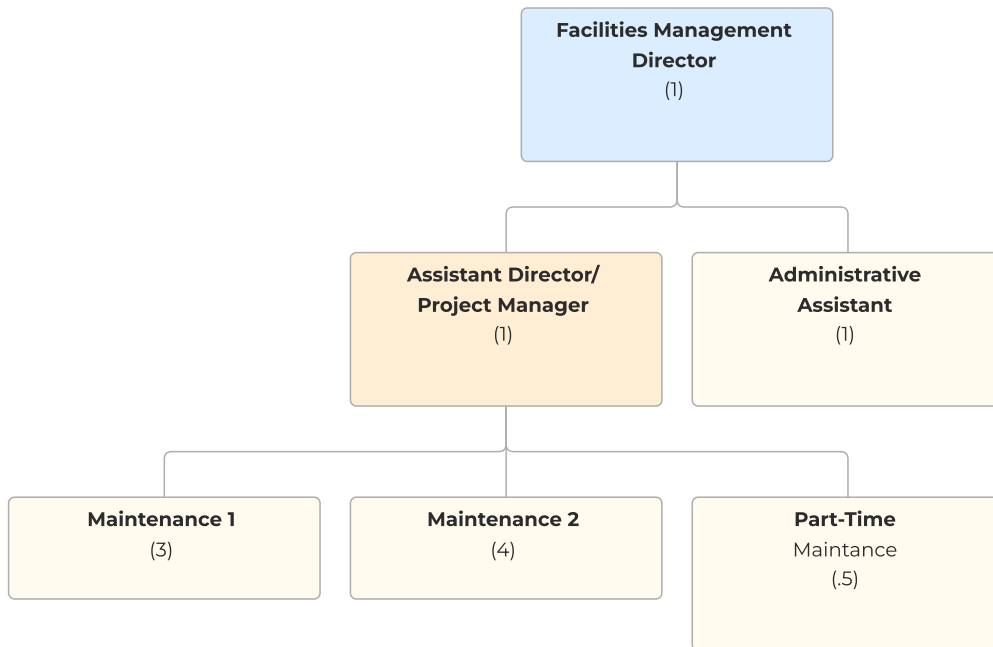 Facilities Management
Director
(1)
Assistant Director/
Project Manager
(1)
Administrative
Assistant
(1)
Maintenance 1
(3)
Maintenance 2
(4)
Part-Time
Maintance
(.5)